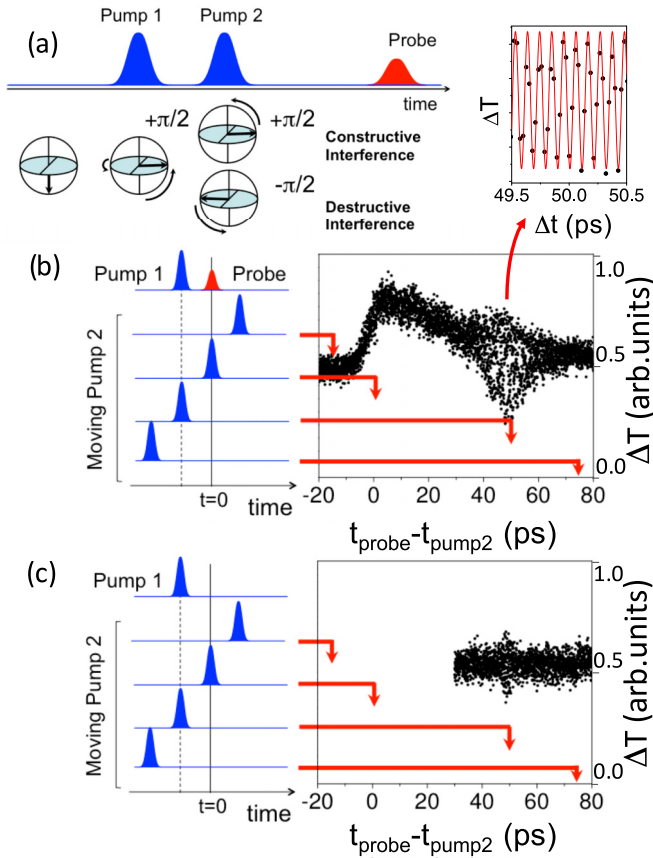 (a)
Pump 1
Pump 2
Probe
time
+π/2
+π/2
-π/2
Constructive
Interference
Destructive
Interference
ΔT
49.5
50.0
50.5
Δt (ps)
(b)
Pump 1
Probe
Moving Pump 2
t=0
time
1.0
0.5
0.0
ΔT (arb.units)
-20
0
20
40
60
80
t_probe-t_pump2 (ps)
(c)
Pump 1
Moving Pump 2
t=0
time
1.0
0.5
0.0
ΔT (arb.units)
-20
0
20
40
60
80
t_probe-t_pump2 (ps)